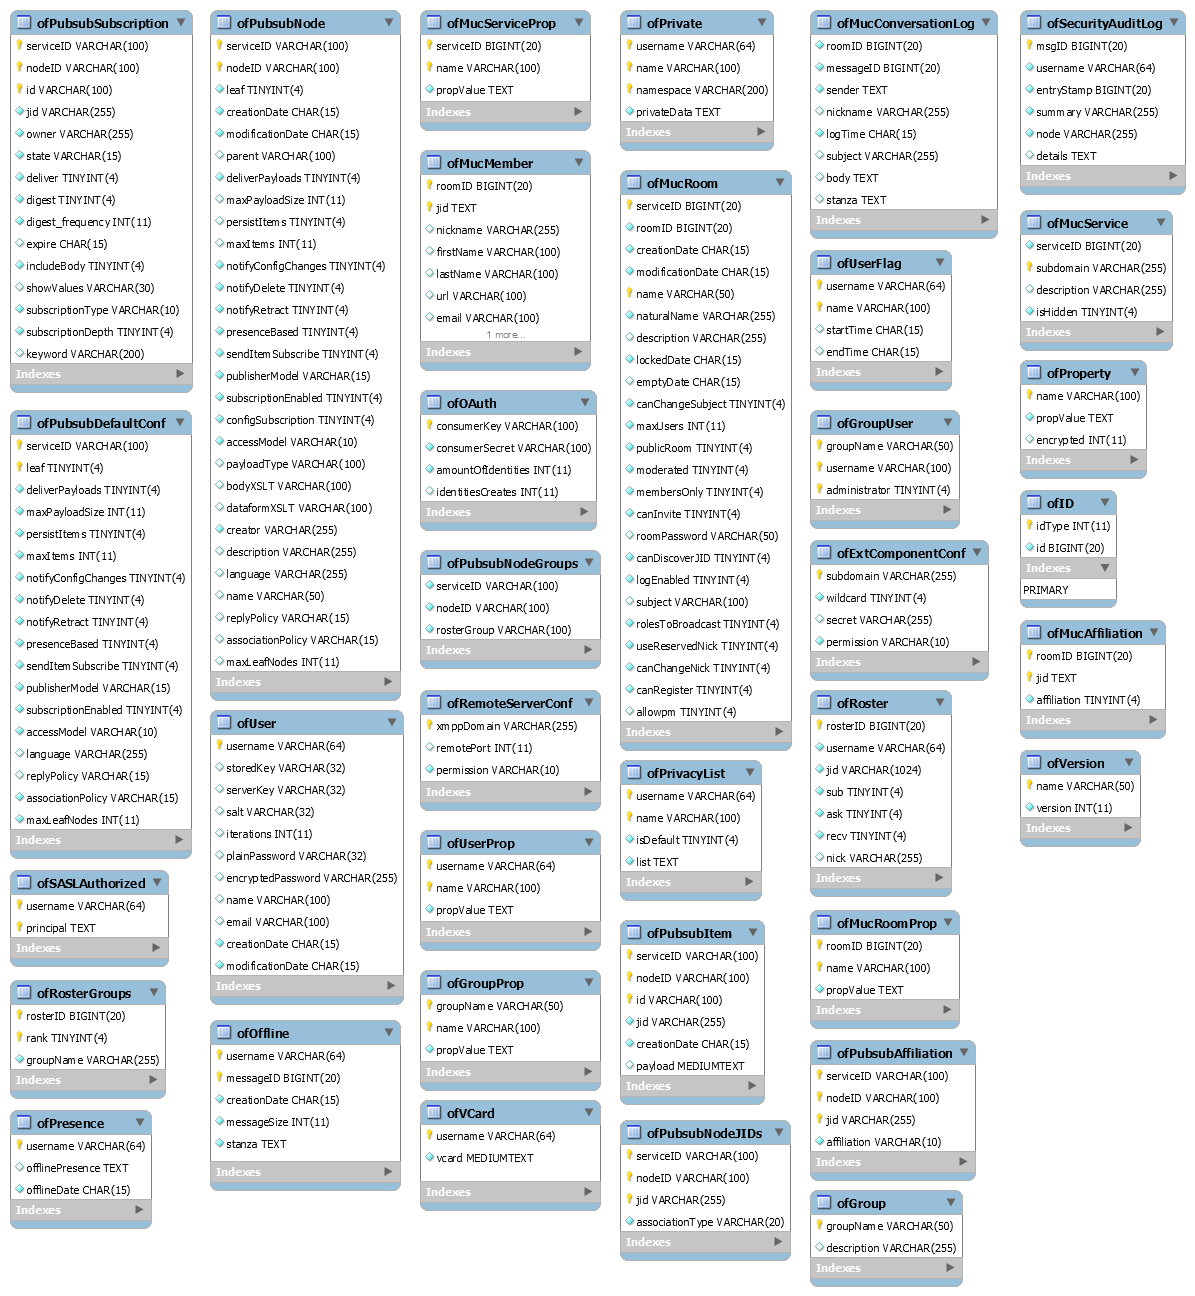 ofPubsubSubscription
serviceID VARCHAR(100)
nodeID VARCHAR(100)
id VARCHAR(100)
jid VARCHAR(255)
owner VARCHAR(255)
state VARCHAR(15)
deliver TINYINT(4)
digest TINYINT(4)
digest_frequency INT(11)
expire CHAR(15)
includeBody TINYINT(4)
showValues VARCHAR(30)
subscriptionType VARCHAR(10)
subscriptionDepth TINYINT(4)
keyword VARCHAR(200)
Indexes
ofPubsubDefaultConf
serviceID VARCHAR(100)
leaf TINYINT(4)
deliverPayloads TINYINT(4)
maxPayloadSize INT(11)
persistItems TINYINT(4)
maxItems INT(11)
notifyConfigChanges TINYINT(4)
notifyDelete TINYINT(4)
notifyRetract TINYINT(4)
presenceBased TINYINT(4)
sendItemSubscribe TINYINT(4)
publisherModel VARCHAR(15)
subscriptionEnabled TINYINT(4)
accessModel VARCHAR(10)
language VARCHAR(255)
replyPolicy VARCHAR(15)
associationPolicy VARCHAR(15)
maxLeafNodes INT(11)
Indexes
ofSASLAuthorized
username VARCHAR(64)
principal TEXT
Indexes
ofRosterGroups
rosterID BIGINT(20)
rank TINYINT(4)
groupName VARCHAR(255)
Indexes
ofPresence
username VARCHAR(64)
offlinePresence TEXT
offlineDate CHAR(15)
Indexes
ofPubsubNode
serviceID VARCHAR(100)
nodeID VARCHAR(100)
leaf TINYINT(4)
creationDate CHAR(15)
modificationDate CHAR(15)
parent VARCHAR(100)
deliverPayloads TINYINT(4)
maxPayloadSize INT(11)
persistItems TINYINT(4)
maxItems INT(11)
notifyConfigChanges TINYINT(4)
notifyDelete TINYINT(4)
notifyRetract TINYINT(4)
presenceBased TINYINT(4)
sendItemSubscribe TINYINT(4)
publisherModel VARCHAR(15)
subscriptionEnabled TINYINT(4)
configSubscription TINYINT(4)
accessModel VARCHAR(10)
payloadType VARCHAR(100)
bodyXSLT VARCHAR(100)
dataformXSLT VARCHAR(100)
creator VARCHAR(255)
description VARCHAR(255)
language VARCHAR(255)
name VARCHAR(50)
replyPolicy VARCHAR(15)
associationPolicy VARCHAR(15)
maxLeafNodes INT(11)
Indexes
ofUser
username VARCHAR(64)
storedKey VARCHAR(32)
serverKey VARCHAR(32)
salt VARCHAR(32)
iterations INT(11)
plainPassword VARCHAR(32)
encryptedPassword VARCHAR(255)
name VARCHAR(100)
email VARCHAR(100)
creationDate CHAR(15)
modificationDate CHAR(15)
Indexes
ofOffline
username VARCHAR(64)
messageID BIGINT(20)
creationDate CHAR(15)
messageSize INT(11)
stanza TEXT
Indexes
ofMucServiceProp
serviceID BIGINT(20)
name VARCHAR(100)
propValue TEXT
Indexes
ofMucMember
roomID BIGINT(20)
jid TEXT
nickname VARCHAR(255)
firstName VARCHAR(100)
lastName VARCHAR(100)
url VARCHAR(100)
email VARCHAR(100)
1 more...
Indexes
ofOAuth
consumerKey VARCHAR(100)
consumerSecret VARCHAR(100)
amountOfIdentities INT(11)
identitiesCreates INT(11)
Indexes
ofPubsubNodeGroups
serviceID VARCHAR(100)
nodeID VARCHAR(100)
rosterGroup VARCHAR(100)
Indexes
ofRemoteServerConf
xmppDomain VARCHAR(255)
remotePort INT(11)
permission VARCHAR(10)
Indexes
ofUserProp
username VARCHAR(64)
name VARCHAR(100)
propValue TEXT
Indexes
ofGroupProp
groupName VARCHAR(50)
name VARCHAR(100)
propValue TEXT
Indexes
ofVCard
username VARCHAR(64)
vcard MEDIUMTEXT
Indexes
ofPrivate
username VARCHAR(64)
name VARCHAR(100)
namespace VARCHAR(200)
privateData TEXT
Indexes
ofMucRoom
serviceID BIGINT(20)
roomID BIGINT(20)
creationDate CHAR(15)
modificationDate CHAR(15)
name VARCHAR(50)
naturalName VARCHAR(255)
description VARCHAR(255)
lockedDate CHAR(15)
emptyDate CHAR(15)
canChangeSubject TINYINT(4)
maxUsers INT(11)
publicRoom TINYINT(4)
moderated TINYINT(4)
membersOnly TINYINT(4)
canInvite TINYINT(4)
roomPassword VARCHAR(50)
canDiscoverJID TINYINT(4)
logEnabled TINYINT(4)
subject VARCHAR(100)
rolesToBroadcast TINYINT(4)
useReservedNick TINYINT(4)
canChangeNick TINYINT(4)
canRegister TINYINT(4)
allowpm TINYINT(4)
Indexes
ofPrivacyList
username VARCHAR(64)
name VARCHAR(100)
isDefault TINYINT(4)
list TEXT
Indexes
ofPubsubItem
serviceID VARCHAR(100)
nodeID VARCHAR(100)
id VARCHAR(100)
jid VARCHAR(255)
creationDate CHAR(15)
payload MEDIUMTEXT
Indexes
ofPubsubNodeJIDs
serviceID VARCHAR(100)
nodeID VARCHAR(100)
jid VARCHAR(255)
associationType VARCHAR(20)
Indexes
ofMucConversationLog
roomID BIGINT(20)
messageID BIGINT(20)
sender TEXT
nickname VARCHAR(255)
logTime CHAR(15)
subject VARCHAR(255)
body TEXT
stanza TEXT
Indexes
ofUserFlag
username VARCHAR(64)
name VARCHAR(100)
startTime CHAR(15)
endTime CHAR(15)
Indexes
ofGroupUser
groupName VARCHAR(50)
username VARCHAR(100)
administrator TINYINT(4)
Indexes
ofExtComponentConf
subdomain VARCHAR(255)
wildcard TINYINT(4)
secret VARCHAR(255)
permission VARCHAR(10)
Indexes
ofRoster
rosterID BIGINT(20)
username VARCHAR(64)
jid VARCHAR(1024)
sub TINYINT(4)
ask TINYINT(4)
recv TINYINT(4)
nick VARCHAR(255)
Indexes
ofMucRoomProp
roomID BIGINT(20)
name VARCHAR(100)
propValue TEXT
Indexes
ofPubsubAffiliation
serviceID VARCHAR(100)
nodeID VARCHAR(100)
jid VARCHAR(255)
affiliation VARCHAR(10)
Indexes
ofGroup
groupName VARCHAR(50)
description VARCHAR(255)
Indexes
ofSecurityAuditLog
msgID BIGINT(20)
username VARCHAR(64)
entryStamp BIGINT(20)
summary VARCHAR(255)
node VARCHAR(255)
details TEXT
Indexes
ofMucService
serviceID BIGINT(20)
subdomain VARCHAR(255)
description VARCHAR(255)
isHidden TINYINT(4)
Indexes
ofProperty
name VARCHAR(100)
propValue TEXT
encrypted INT(11)
Indexes
ofID
idType INT(11)
id BIGINT(20)
Indexes
PRIMARY
ofMucAffiliation
roomID BIGINT(20)
jid TEXT
affiliation TINYINT(4)
Indexes
ofVersion
name VARCHAR(50)
version INT(11)
Indexes